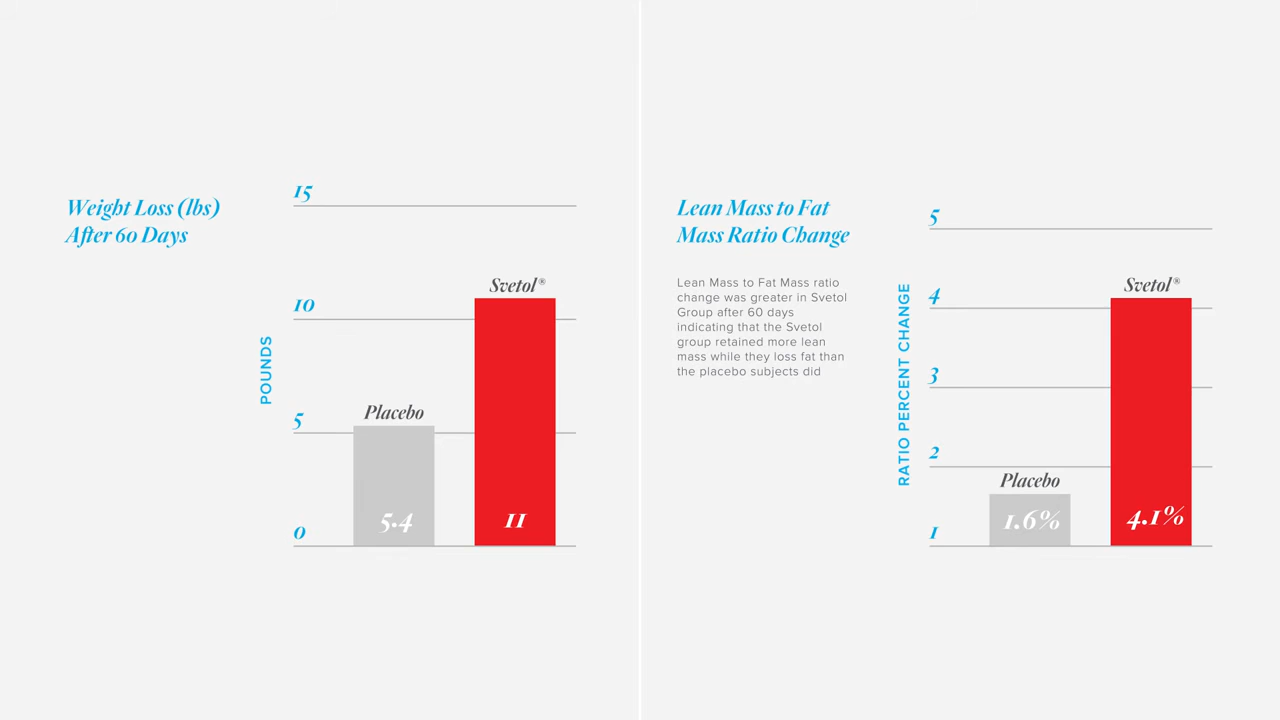 Weight Loss (lbs)
After 60 Days
POUNDS
15
10
5
0
Placebo
5.4
Svetol®
11
Lean Mass to Fat
Mass Ratio Change
Lean Mass to Fat Mass ratio
change was greater in Svetol
Group after 60 days
indicating that the Svetol
group retained more lean
mass while they loss fat than
the placebo subjects did
RATIO PERCENT CHANGE
5
4
3
2
1
Placebo
1.6%
Svetol®
4.1%